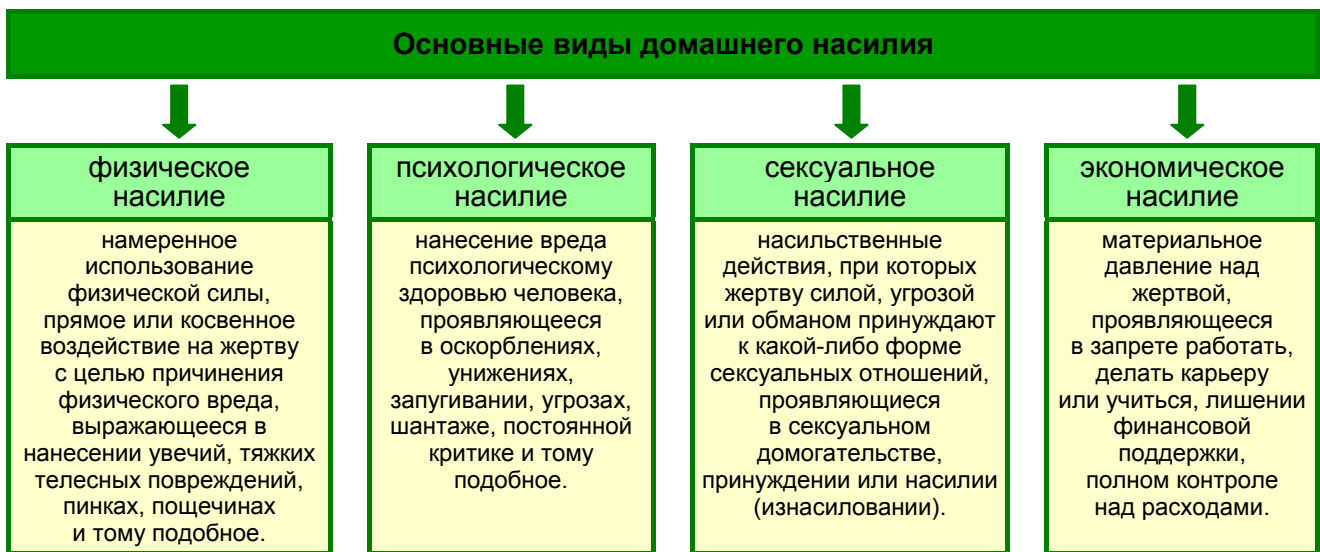 Основные виды домашнего насилия
физическое
насилие
намеренное
использование
физической силы,
прямое или косвенное
воздействие на жертву
с целью причинения
физического вреда,
выражающееся в
нанесении увечий, тяжких
телесных повреждений,
пинках, пощечинах
и тому подобное.
психологическое
насилие
нанесение вреда
психологическому
здоровью человека,
проявляющееся
в оскорблениях,
унижениях,
запугивании, угрозах,
шантаже, постоянной
критике и тому
подобное.
сексуальное
насилие
насильственные
действия, при которых
жертву силой, угрозой
или обманом принуждают
к какой-либо форме
сексуальных отношений,
проявляющиеся
в сексуальном
домогательстве,
принуждении или насилии
(изнасиловании).
экономическое
насилие
материальное
давление над
жертвой,
проявляющееся
в запрете работать,
делать карьеру
или учиться, лишении
финансовой
поддержки,
полном контроле
над расходами.